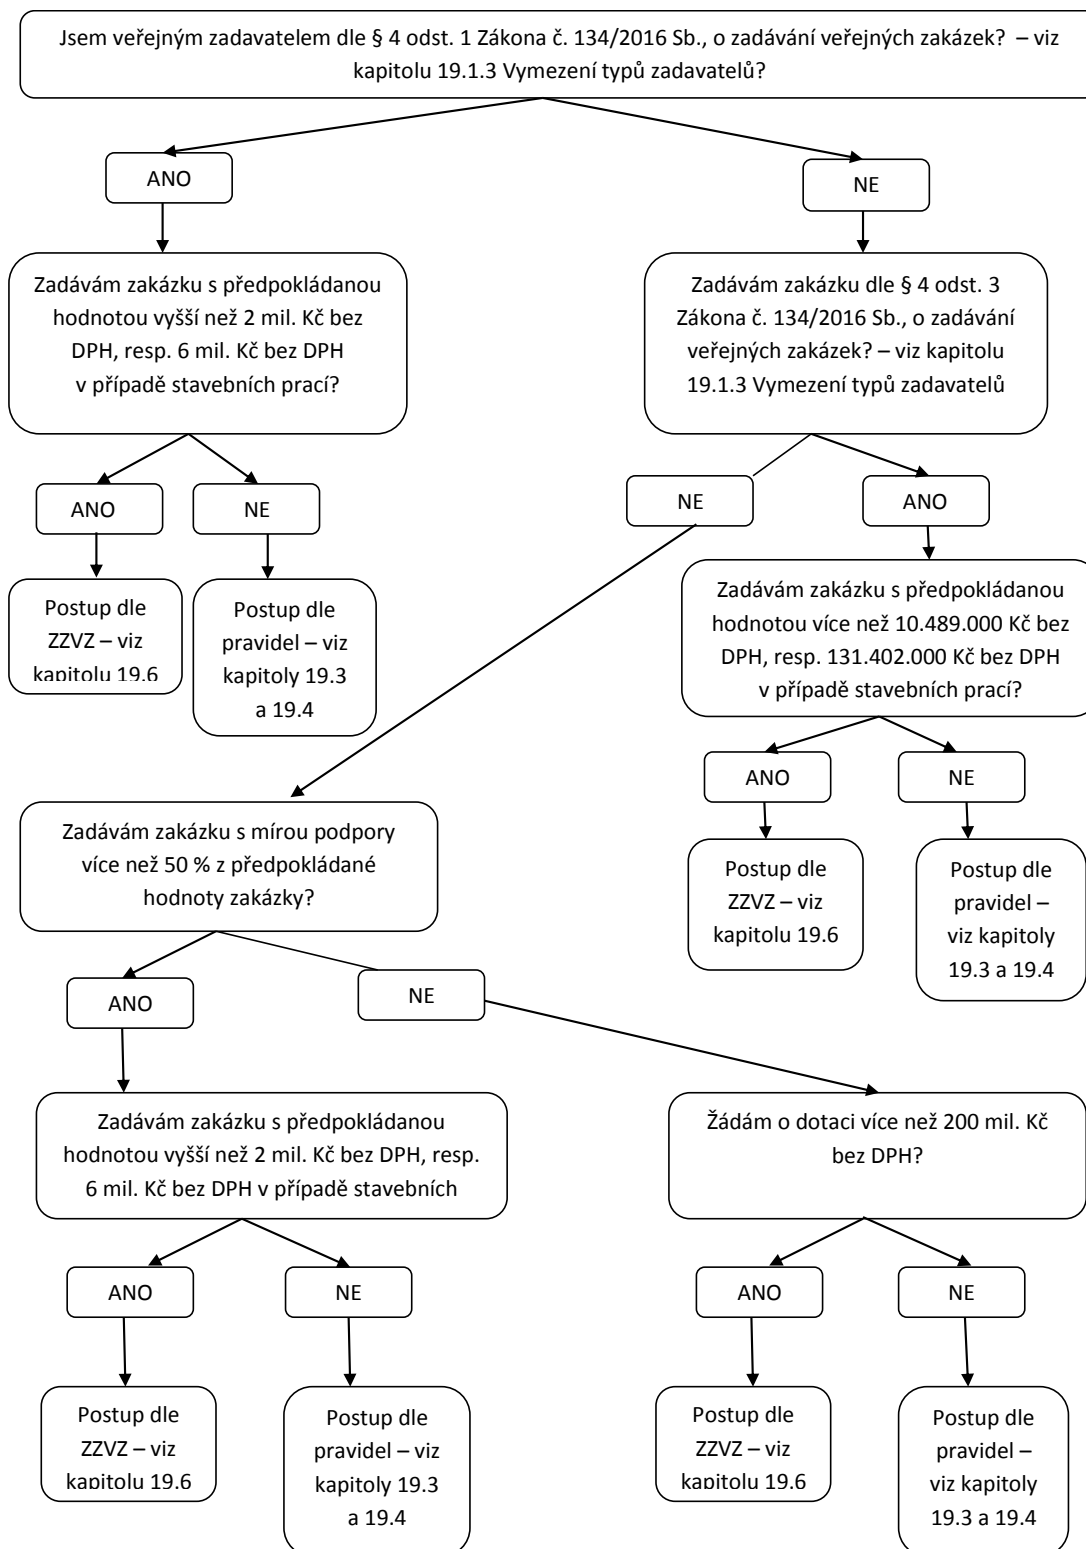 Jsem veřejným zadavatelem dle § 4 odst. 1 Zákona č. 134/2016 Sb., o zadávání veřejných zakázek?  – viz
kapitolu 19.1.3 Vymezení typů zadavatelů?
ANO
NE
Zadávám zakázku s předpokládanou
hodnotou vyšší než 2 mil. Kč bez
DPH, resp. 6 mil. Kč bez DPH
v případě stavebních prací?
Zadávám zakázku dle § 4 odst. 3
Zákona č. 134/2016 Sb., o zadávání
veřejných zakázek? – viz kapitolu
19.1.3 Vymezení typů zadavatelů
ANO
NE
NE
ANO
Postup dle
ZZVZ – viz
kapitolu 19.6
Postup dle
pravidel – viz
kapitoly 19.3
a 19.4
Zadávám zakázku s předpokládanou
hodnotou více než 10.489.000 Kč bez
DPH, resp. 131.402.000 Kč bez DPH
v případě stavebních prací?
ANO
NE
Zadávám zakázku s mírou podpory
více než 50 % z předpokládané
hodnoty zakázky?
Postup dle
ZZVZ – viz
kapitolu 19.6
Postup dle
pravidel –
viz kapitoly
19.3 a 19.4
ANO
NE
Zadávám zakázku s předpokládanou
hodnotou vyšší než 2 mil. Kč bez DPH, resp.
6 mil. Kč bez DPH v případě stavebních
Žádám o dotaci více než 200 mil. Kč
bez DPH?
ANO
NE
ANO
NE
Postup dle
ZZVZ – viz
kapitolu 19.6
Postup dle
pravidel – viz
kapitoly 19.3
a 19.4
Postup dle
ZZVZ – viz
kapitolu 19.6
Postup dle
pravidel –
viz kapitoly
19.3 a 19.4